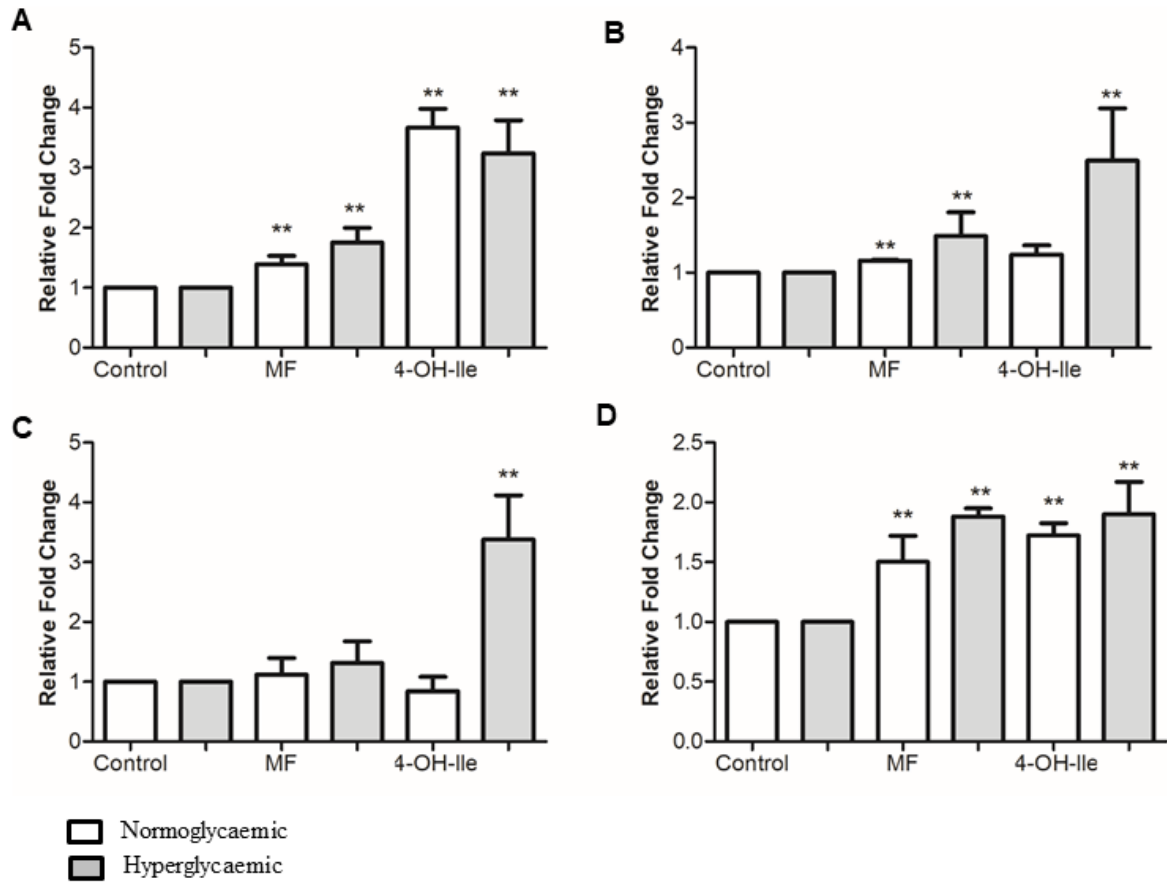 A
Relative Fold Change
5
4
3
2
1
0
** ** ** **
Control MF 4-OH-Ile
B
Relative Fold Change
4
3
2
1
0
** ** **
Control MF 4-OH-Ile
C
Relative Fold Change
5
4
3
2
1
0
**
Control MF 4-OH-Ile
D
Relative Fold Change
2.5
2.0
1.5
1.0
0.5
0.0
** ** ** **
Control MF 4-OH-Ile
Normoglycaemic
Hyperglycaemic